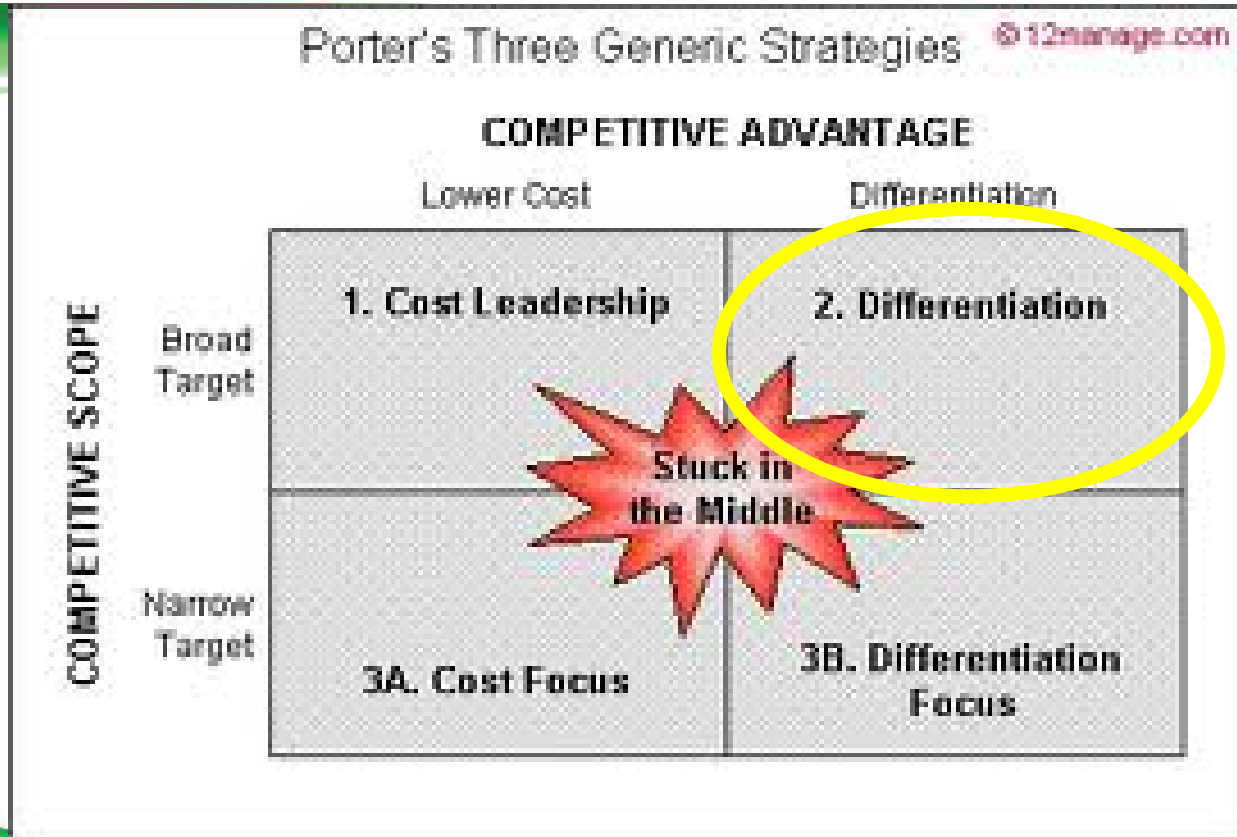 Porter's Three Generic Strategies
©12manage.com
COMPETITIVE ADVANTAGE
Lower Cost
Differentiation
COMPETITIVE SCOPE
Broad
Target
1. Cost Leadership
2. Differentiation
Stuck in
the Middle
Narrow
Target
3A. Cost Focus
3B. Differentiation
Focus